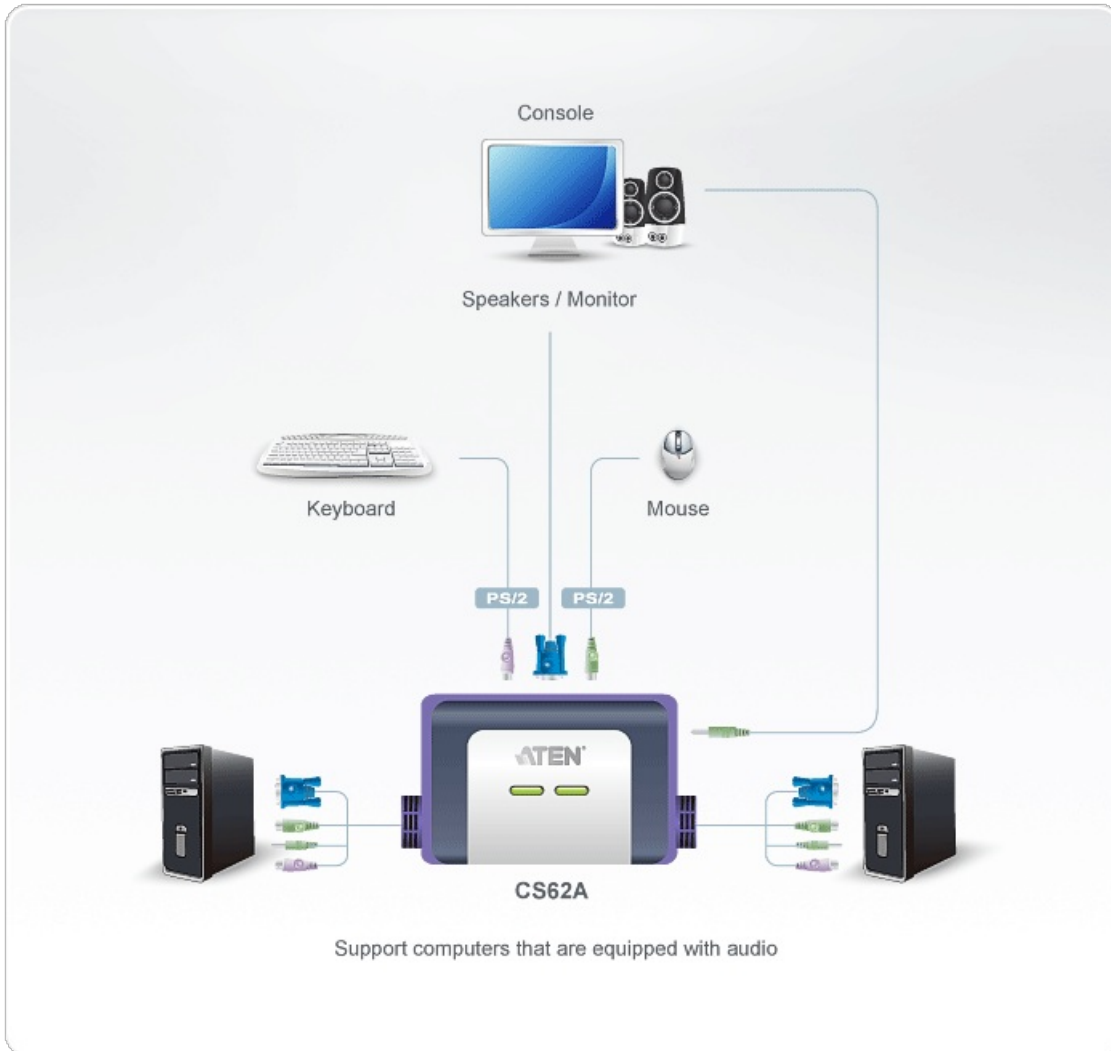 Console
Speakers / Monitor
Keyboard
Mouse
PS/2
PS/2
ATEN
CS62A
Support computers that are equipped with audio